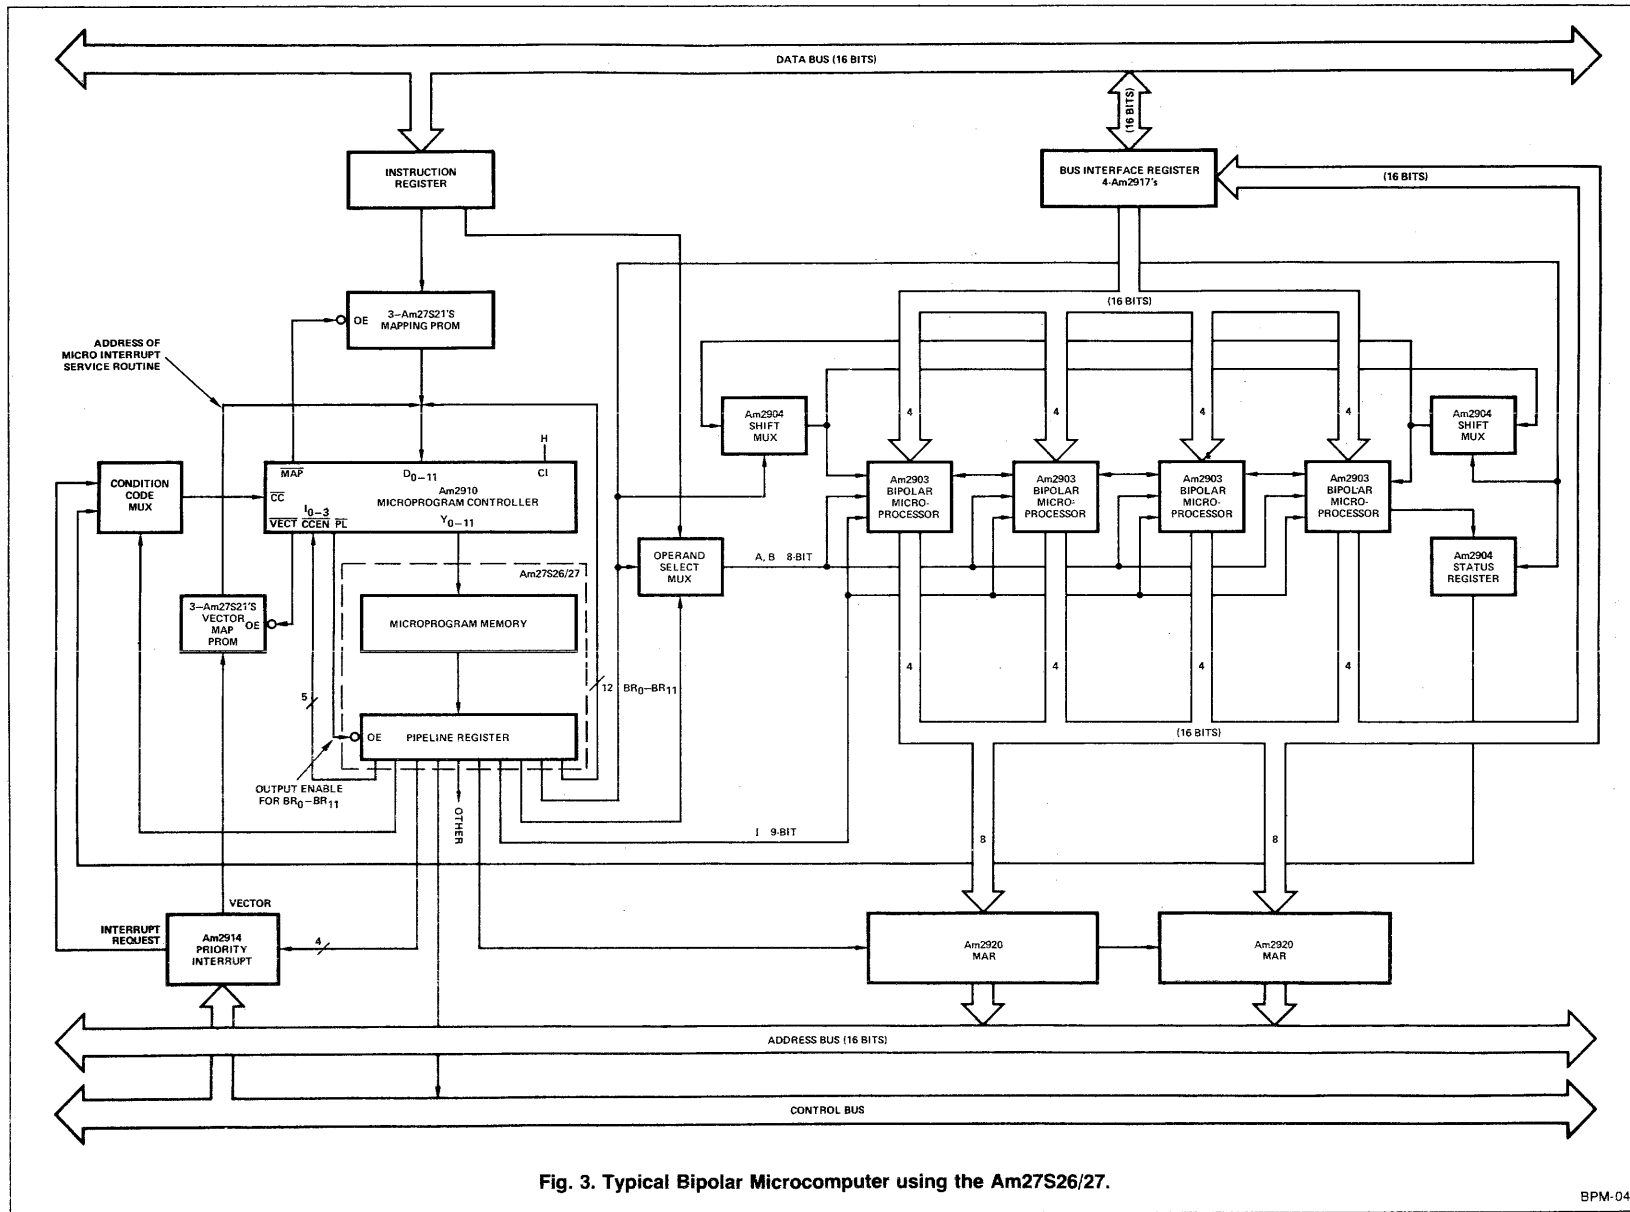 DATA BUS (16 BITS)
(16 BITS)
INSTRUCTION
REGISTER
BUS INTERFACE REGISTER
4-Am2917's
(16 BITS)
3–Am27S21'S
MAPPING PROM
OE
(16 BITS)
ADDRESS OF
MICRO INTERRUPT
SERVICE ROUTINE
Am2904
SHIFT
MUX
4
4
4
4
Am2904
SHIFT
MUX
H
CONDITION
CODE
MUX
MAP
D0–11
CI
CC
Am2910
MICROPROGRAM CONTROLLER
I0–3
VECT CCEN PL
Y0–11
Am2903
BIPOLAR
MICRO-
PROCESSOR
Am2903
BIPOLAR
MICRO-
PROCESSOR
Am2903
BIPOLAR
MICRO-
PROCESSOR
Am2903
BIPOLAR
MICRO-
PROCESSOR
OPERAND
SELECT
MUX
A, B 8-BIT
Am2904
STATUS
REGISTER
Am27S26/27
3–Am27S21'S
VECTOR
MAP
PROM
OE
MICROPROGRAM MEMORY
4
4
4
4
5
12 BR0–BR11
OE
PIPELINE REGISTER
(16 BITS)
OUTPUT ENABLE
FOR BR0–BR11
OTHER
I 9-BIT
8
8
VECTOR
INTERRUPT
REQUEST
Am2914
PRIORITY
INTERRUPT
4
Am2920
MAR
Am2920
MAR
ADDRESS BUS (16 BITS)
CONTROL BUS
Fig. 3. Typical Bipolar Microcomputer using the Am27S26/27.
BPM-04